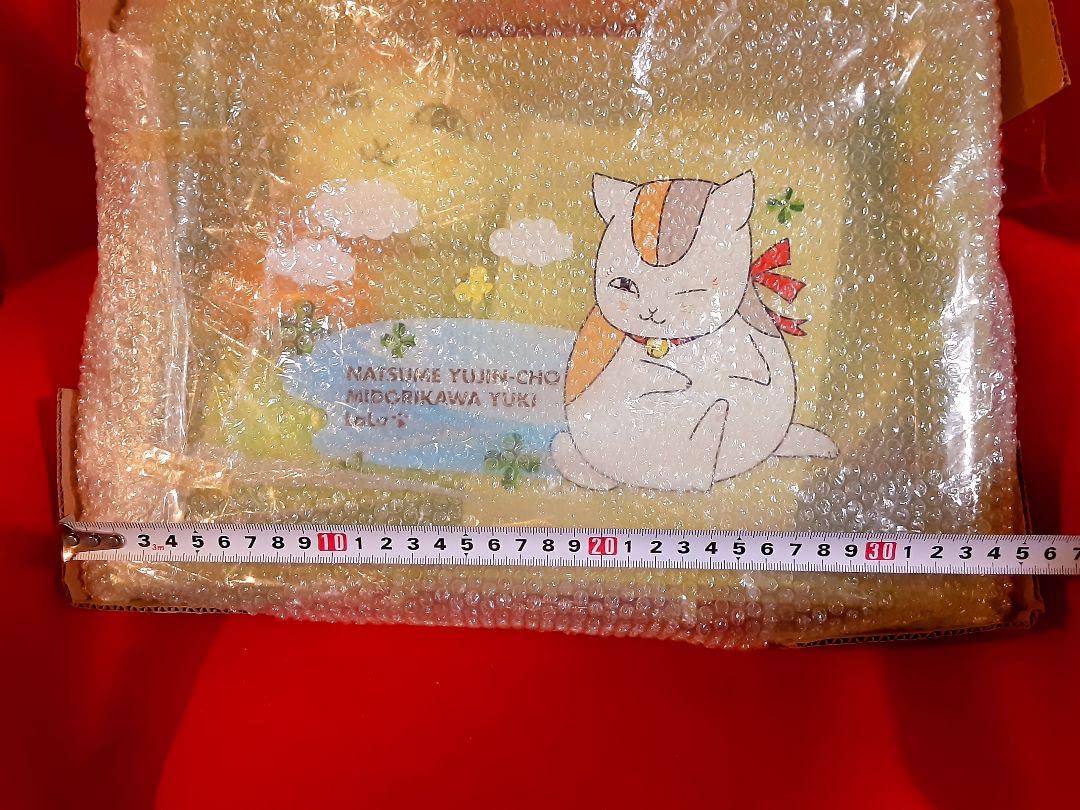 NATSUME YUJIN-CHO
MIDORIKAWA YUKI
LaLa
3m 3 4 5 6 7 8 9 10 1 2 3 4 5 6 7 8 9 20 1 2 3 4 5 6 7 8 9 30 1 2 3 4 5 6 7